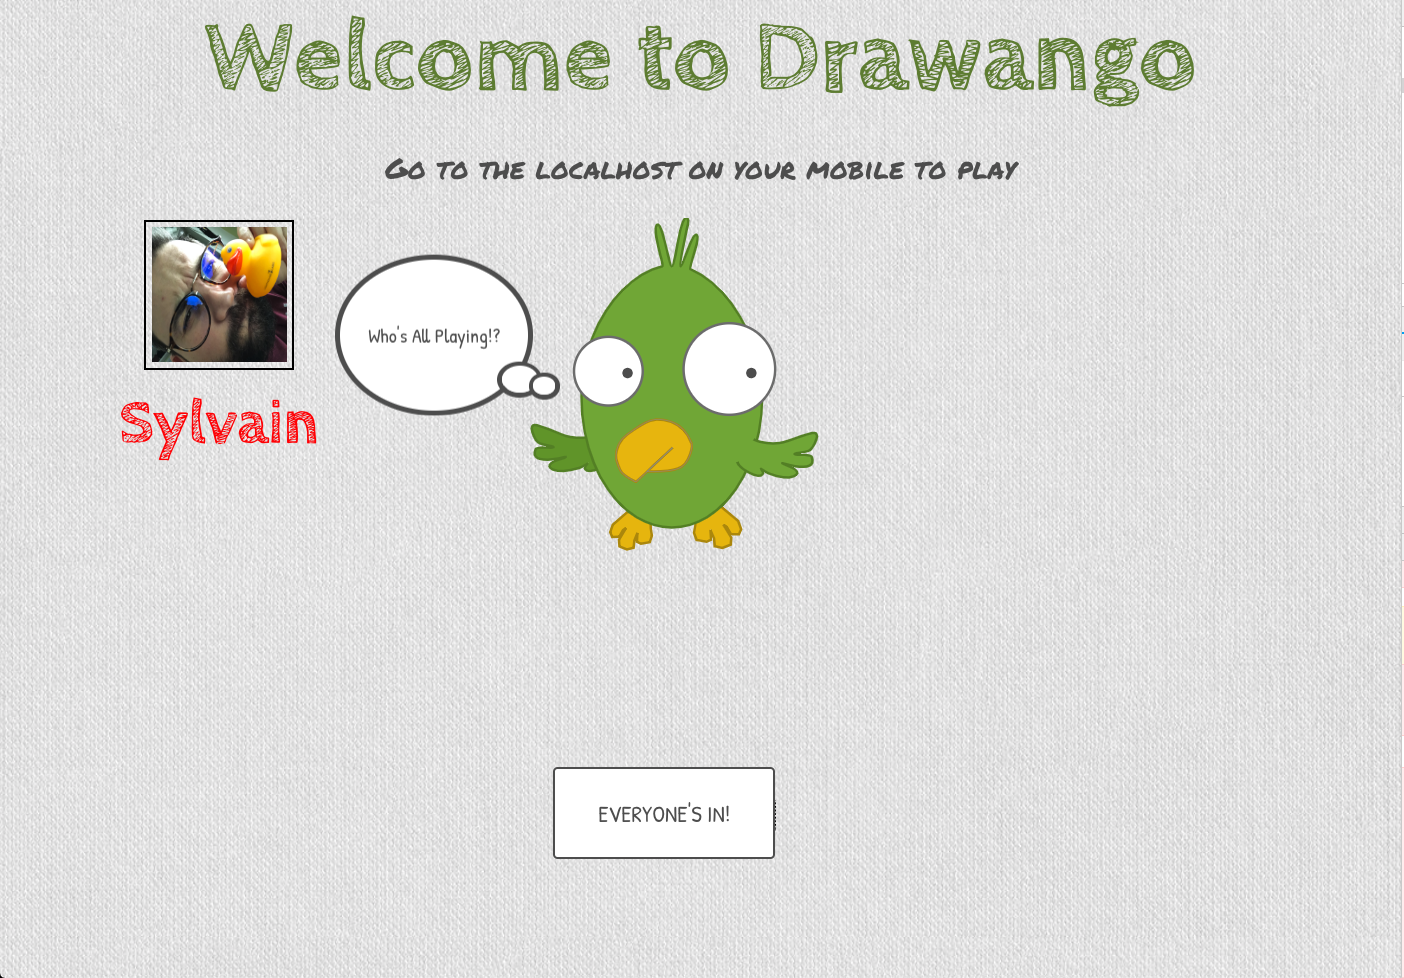 Welcome to Drawango
Go to the localhost on your mobile to play
Who's All Playing!?
Sylvain
EVERYONE'S IN!